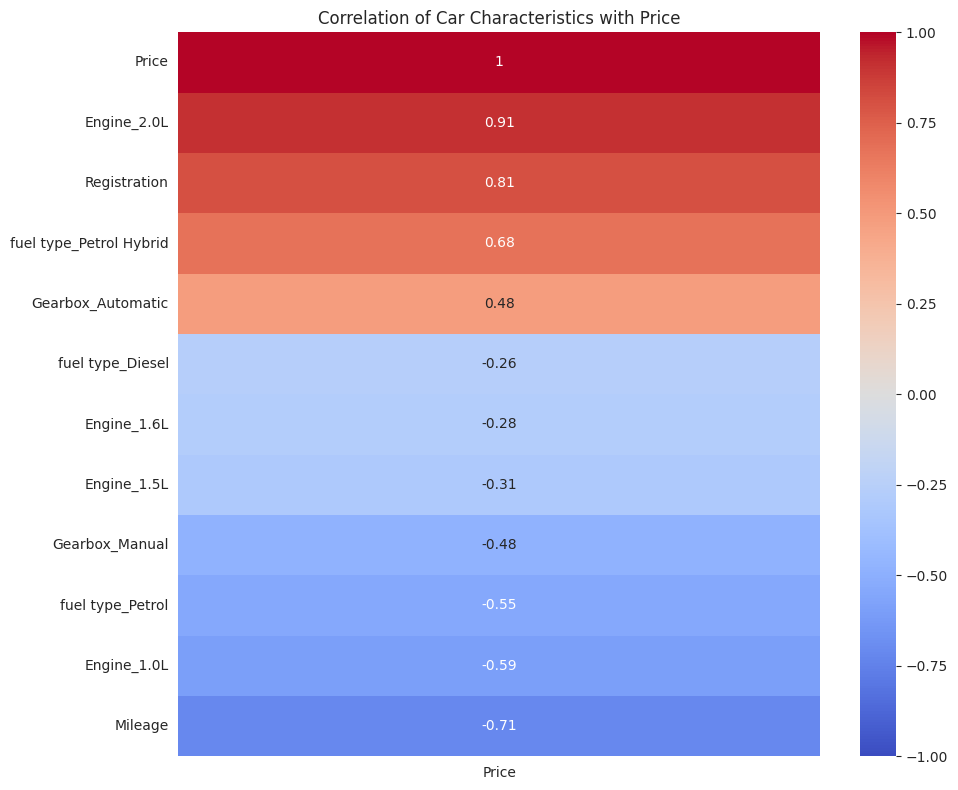 Correlation of Car Characteristics with Price
Price
1
Engine_2.0L
0.91
Registration
0.81
fuel type_Petrol Hybrid
0.68
Gearbox_Automatic
0.48
fuel type_Diesel
-0.26
Engine_1.6L
-0.28
Engine_1.5L
-0.31
Gearbox_Manual
-0.48
fuel type_Petrol
-0.55
Engine_1.0L
-0.59
Mileage
-0.71
Price
1.00
0.75
0.50
0.25
0.00
−0.25
−0.50
−0.75
−1.00